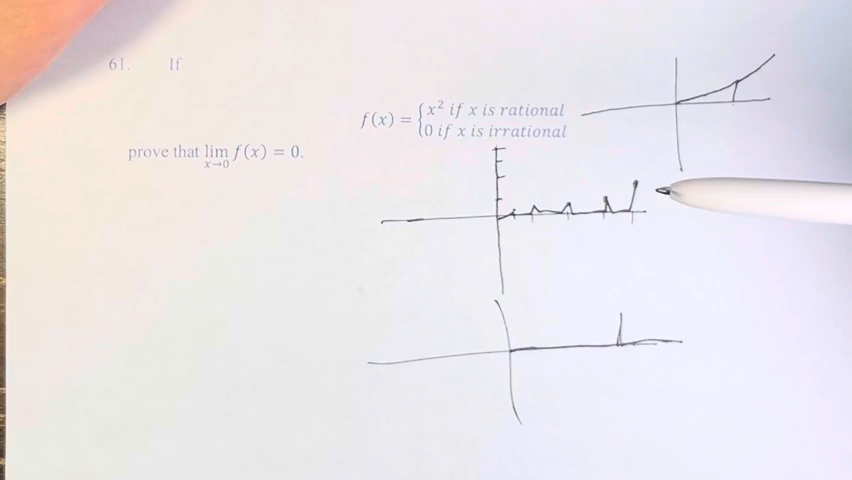 61. If
f(x) = {x² if x is rational
0 if x is irrational
prove that lim x→0 f(x) = 0.